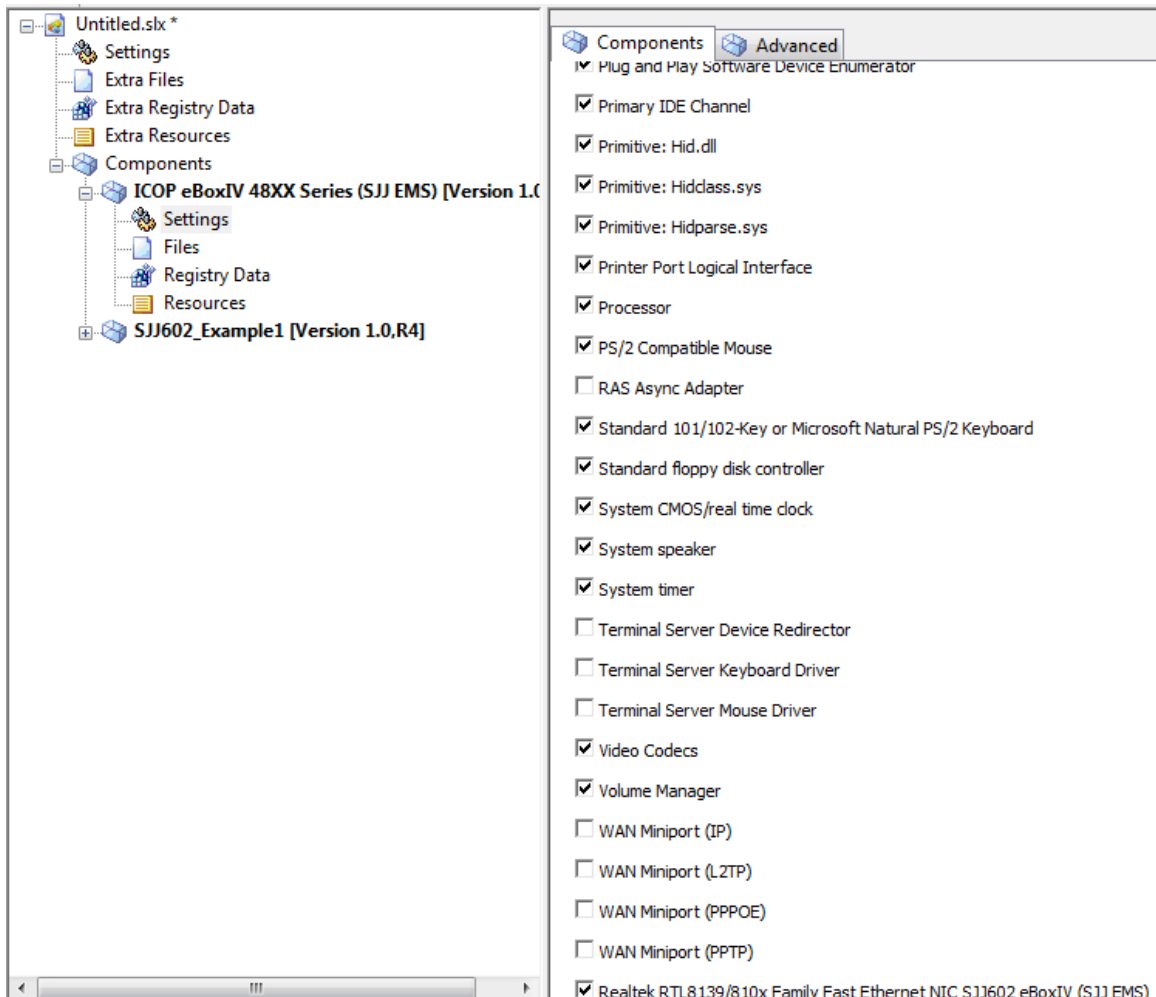 Untitled.slx *
Settings
Extra Files
Extra Registry Data
Extra Resources
Components
ICOP eBoxIV 48XX Series (SJJ EMS) [Version 1.0
Settings
Files
Registry Data
Resources
SJJ602_Example1 [Version 1.0,R4]
Components
Advanced
Plug and Play Software Device Enumerator
Primary IDE Channel
Primitive: Hid.dll
Primitive: Hidclass.sys
Primitive: Hidparse.sys
Printer Port Logical Interface
Processor
PS/2 Compatible Mouse
RAS Async Adapter
Standard 101/102-Key or Microsoft Natural PS/2 Keyboard
Standard floppy disk controller
System CMOS/real time clock
System speaker
System timer
Terminal Server Device Redirector
Terminal Server Keyboard Driver
Terminal Server Mouse Driver
Video Codecs
Volume Manager
WAN Miniport (IP)
WAN Miniport (L2TP)
WAN Miniport (PPPOE)
WAN Miniport (PPTP)
Realtek RTL8139/810x Family Fast Ethernet NIC SJJ602 eBoxIV (SJJ EMS)